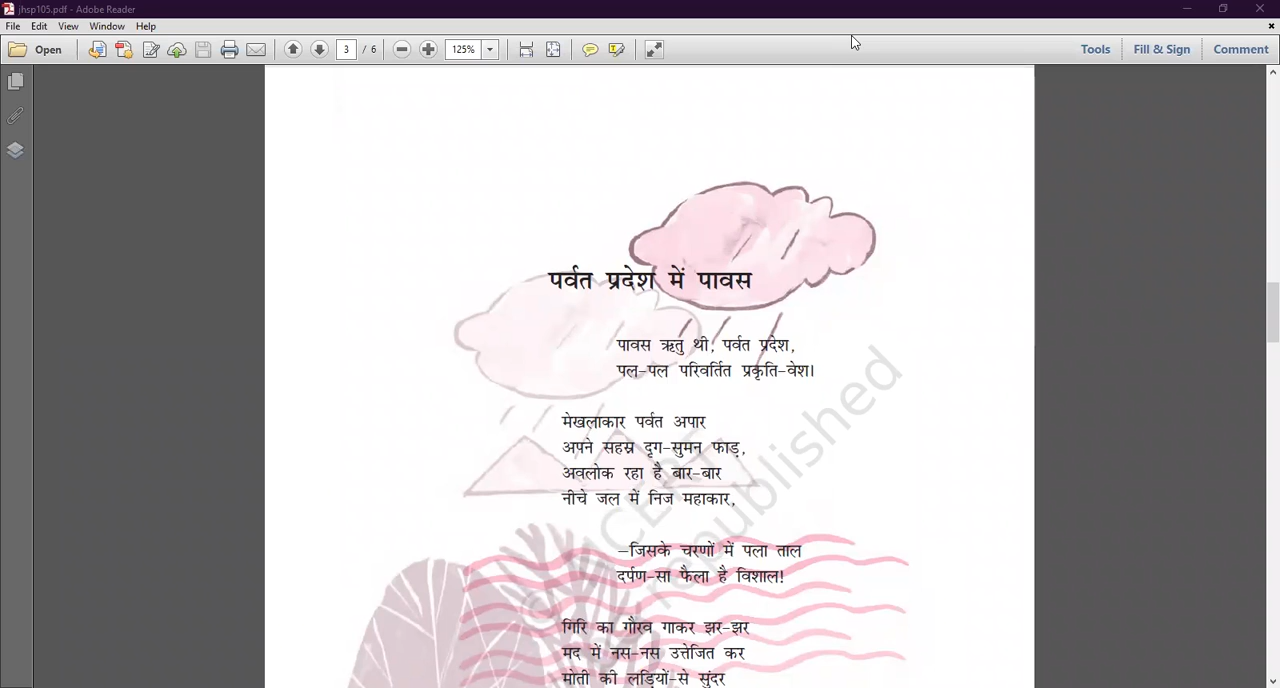 jhsp105.pdf - Adobe Reader
File Edit View Window Help
Open 3 / 6 125% Tools Fill & Sign Comment
पर्वत प्रदेश में पावस
पावस ऋतु थी, पर्वत प्रदेश,
पल-पल परिवर्तित प्रकृति-वेश।
मेखलाकार पर्वत अपार
अपने सहस्र दृग-सुमन फाड़,
अवलोक रहा है बार-बार
नीचे जल में निज महाकार,
–जिसके चरणों में पला ताल
दर्पण-सा फैला है विशाल!
गिरि का गौरव गाकर झर-झर
मद में नस-नस उत्तेजित कर
मोती की लड़ियों-से सुंदर
© NCERT
republished